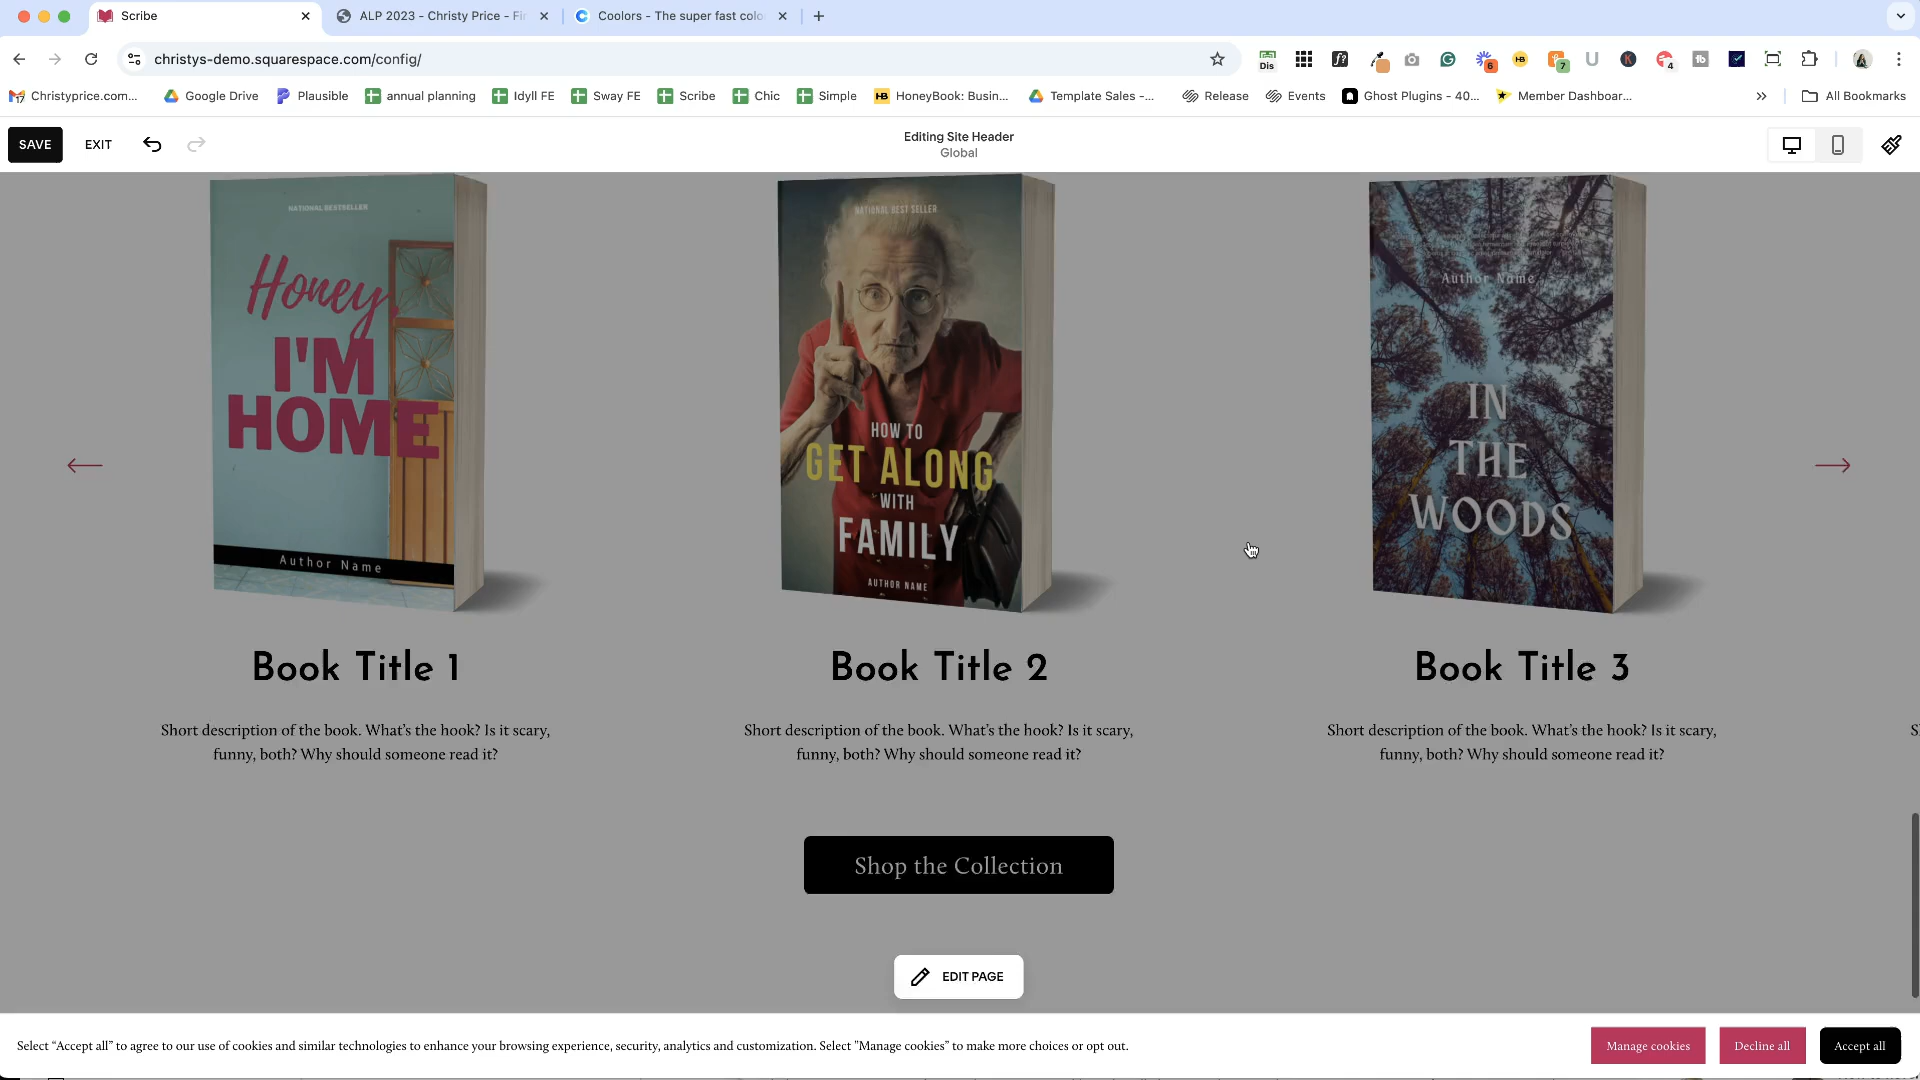 Scribe
ALP 2023 - Christy Price - Fi
Coolors - The super fast colo
christys-demo.squarespace.com/config/
Dis
6
HB
7
4
Christyprice.com...
Google Drive
Plausible
annual planning
Idyll FE
Sway FE
Scribe
Chic
Simple
HB
HoneyBook: Busin...
Template Sales -...
Release
Events
Ghost Plugins - 40...
Member Dashboar...
All Bookmarks
SAVE
EXIT
Editing Site Header
Global
NATIONAL BESTSELLER
Honey,
I'M
HOME
Author Name
NATIONAL BEST SELLER
HOW TO
GET ALONG
WITH
FAMILY
AUTHOR NAME
Author Name
IN
THE
WOODS
Book Title 1
Book Title 2
Book Title 3
Short description of the book. What's the hook? Is it scary,
funny, both? Why should someone read it?
Short description of the book. What's the hook? Is it scary,
funny, both? Why should someone read it?
Short description of the book. What's the hook? Is it scary,
funny, both? Why should someone read it?
S
Shop the Collection
EDIT PAGE
Select “Accept all” to agree to our use of cookies and similar technologies to enhance your browsing experience, security, analytics and customization. Select "Manage cookies" to make more choices or opt out.
Manage cookies
Decline all
Accept all